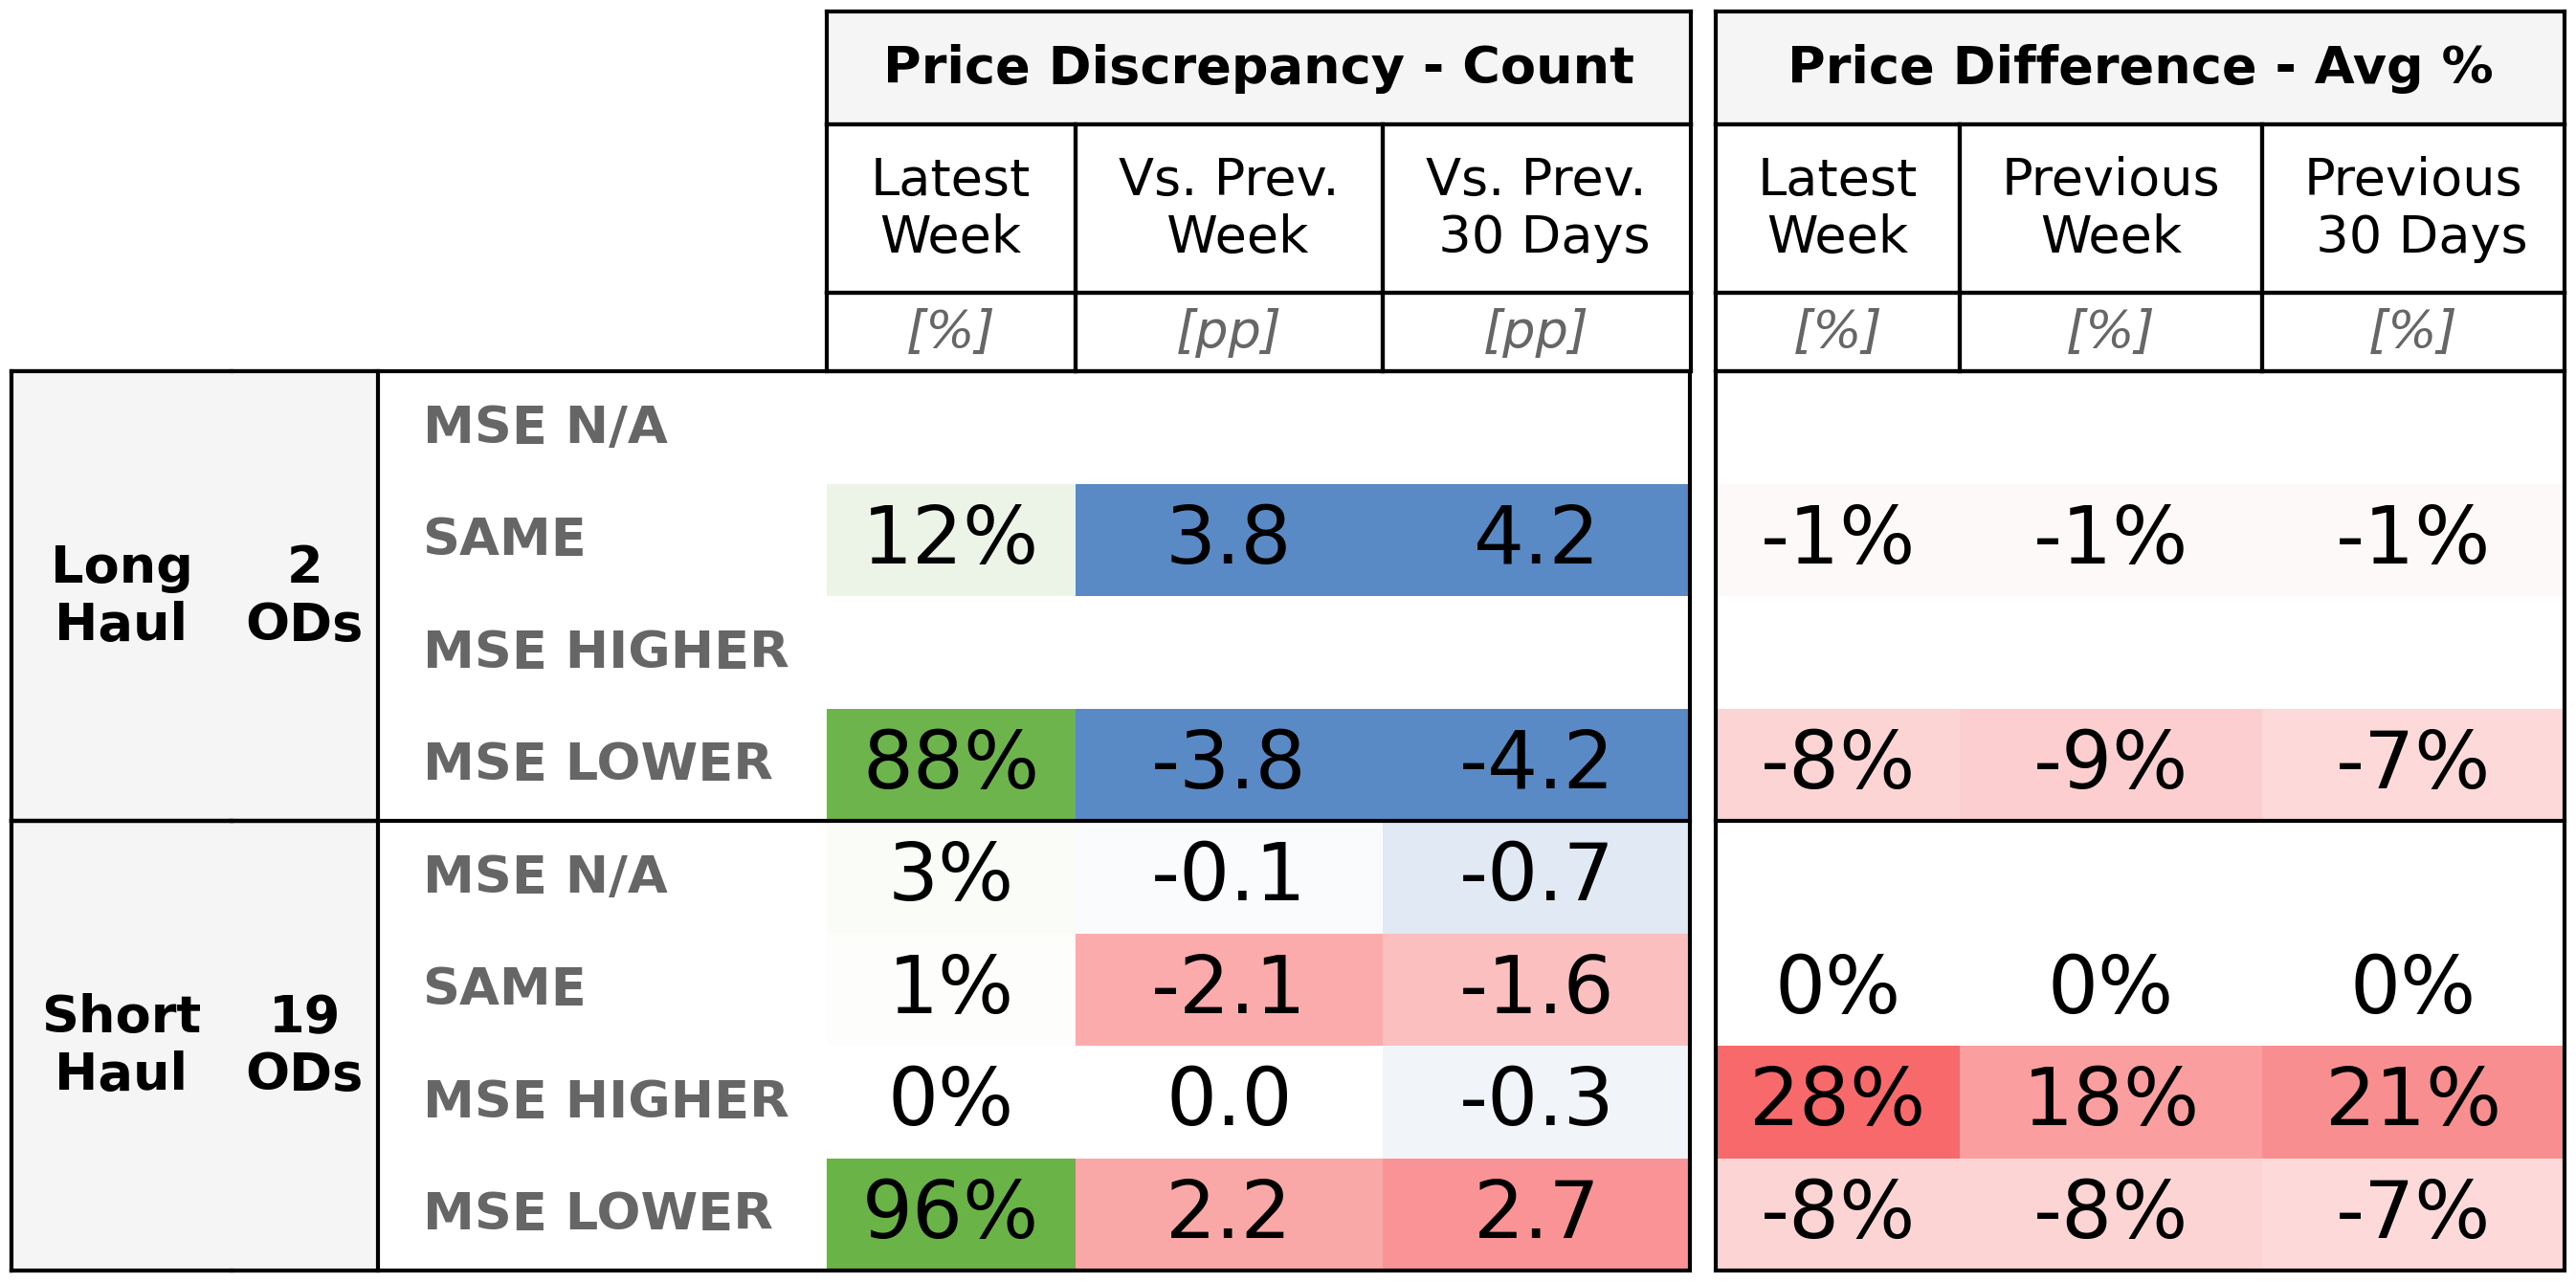 Price Discrepancy - Count Price Difference - Avg %
Latest Week Vs. Prev. Week Vs. Prev. 30 Days Latest Week Previous Week Previous 30 Days
[%] [pp] [pp] [%] [%] [%]
Long Haul 2 ODs
MSE N/A
SAME 12% 3.8 4.2 -1% -1% -1%
MSE HIGHER
MSE LOWER 88% -3.8 -4.2 -8% -9% -7%
Short Haul 19 ODs
MSE N/A 3% -0.1 -0.7
SAME 1% -2.1 -1.6 0% 0% 0%
MSE HIGHER 0% 0.0 -0.3 28% 18% 21%
MSE LOWER 96% 2.2 2.7 -8% -8% -7%